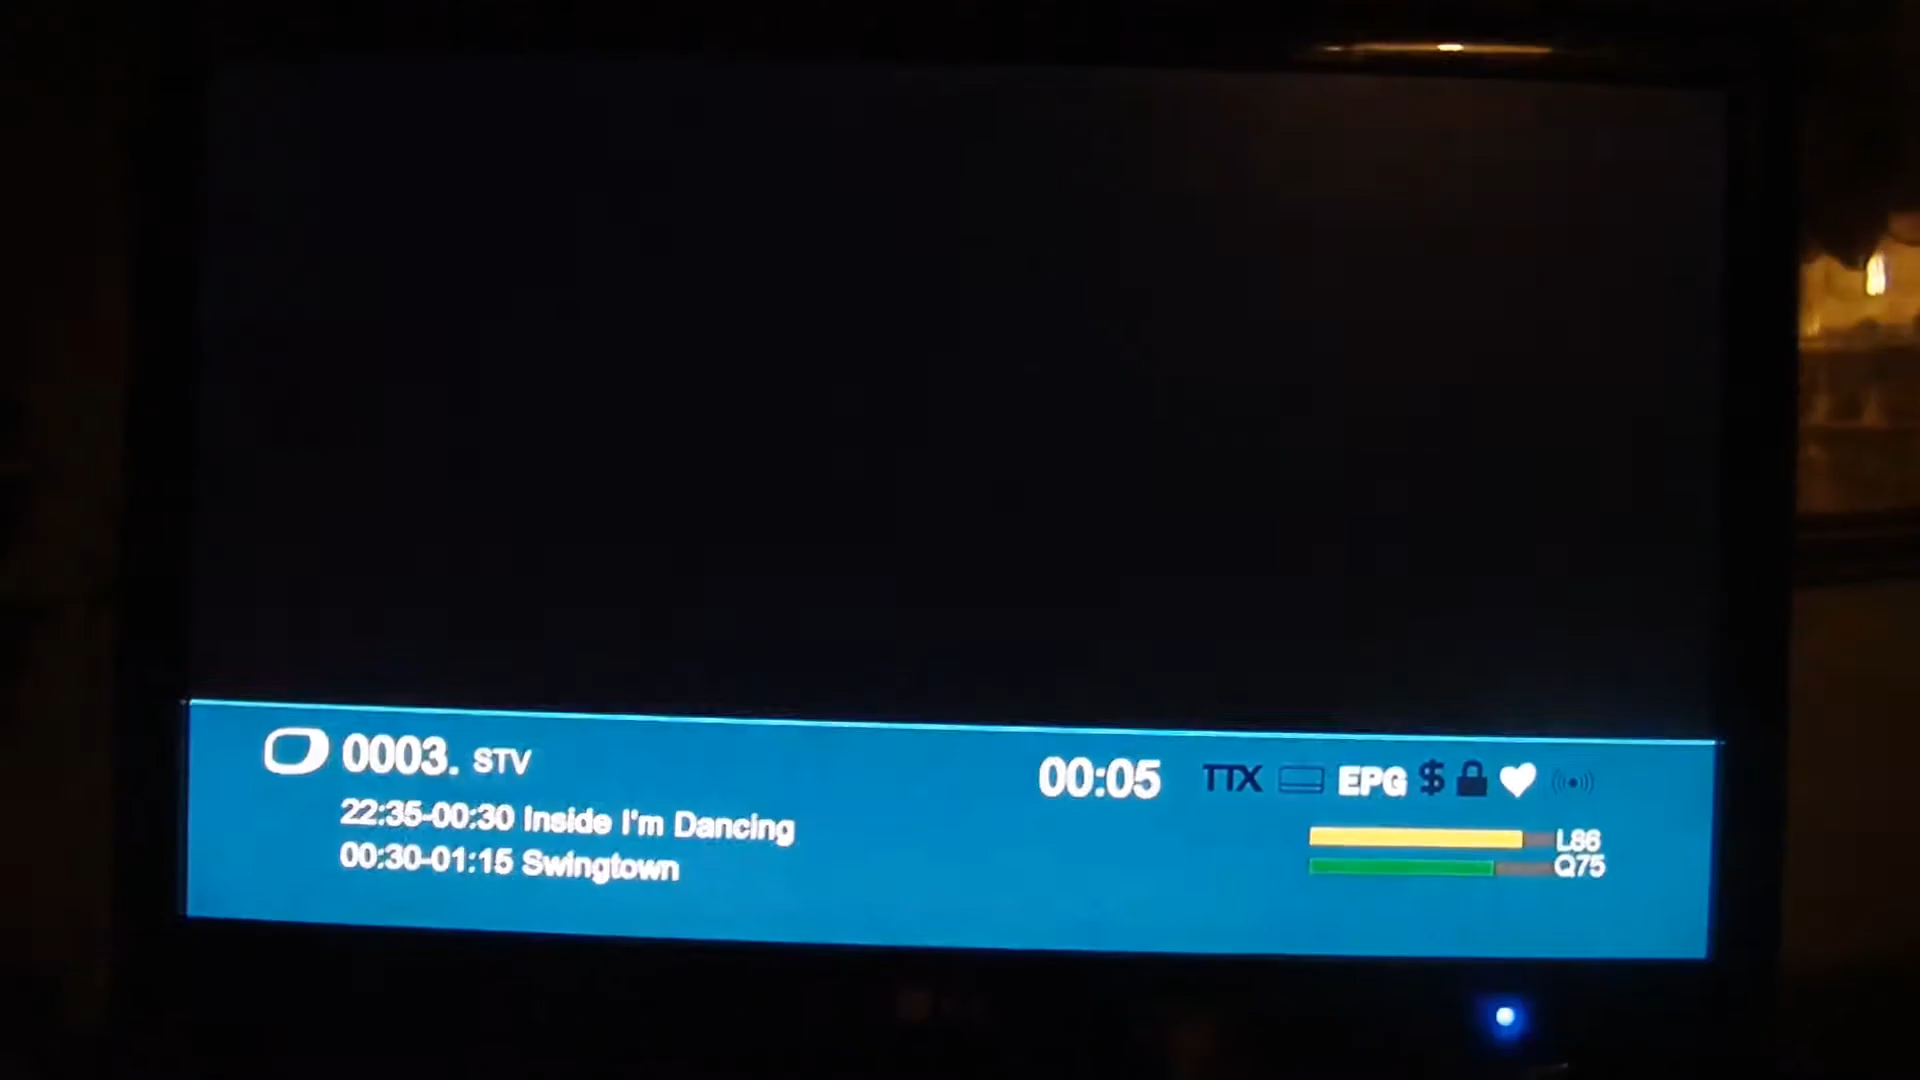 0003. STV
00:05 TTX EPG $
22:35-00:30 Inside I'm Dancing
00:30-01:15 Swingtown
L86
Q75